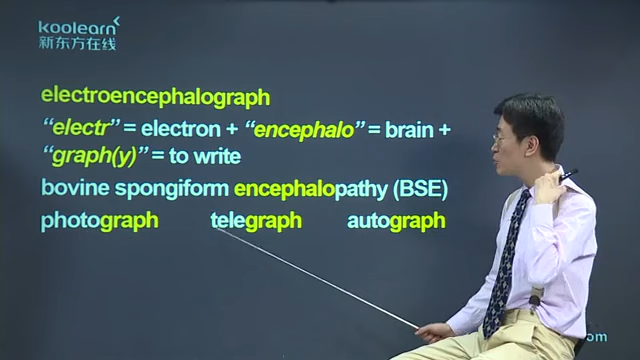 koolearn
新东方在线
electroencephalograph
“electr” = electron + “encephalo” = brain +
“graph(y)” = to write
bovine spongiform encephalopathy (BSE)
photograph telegraph autograph
om